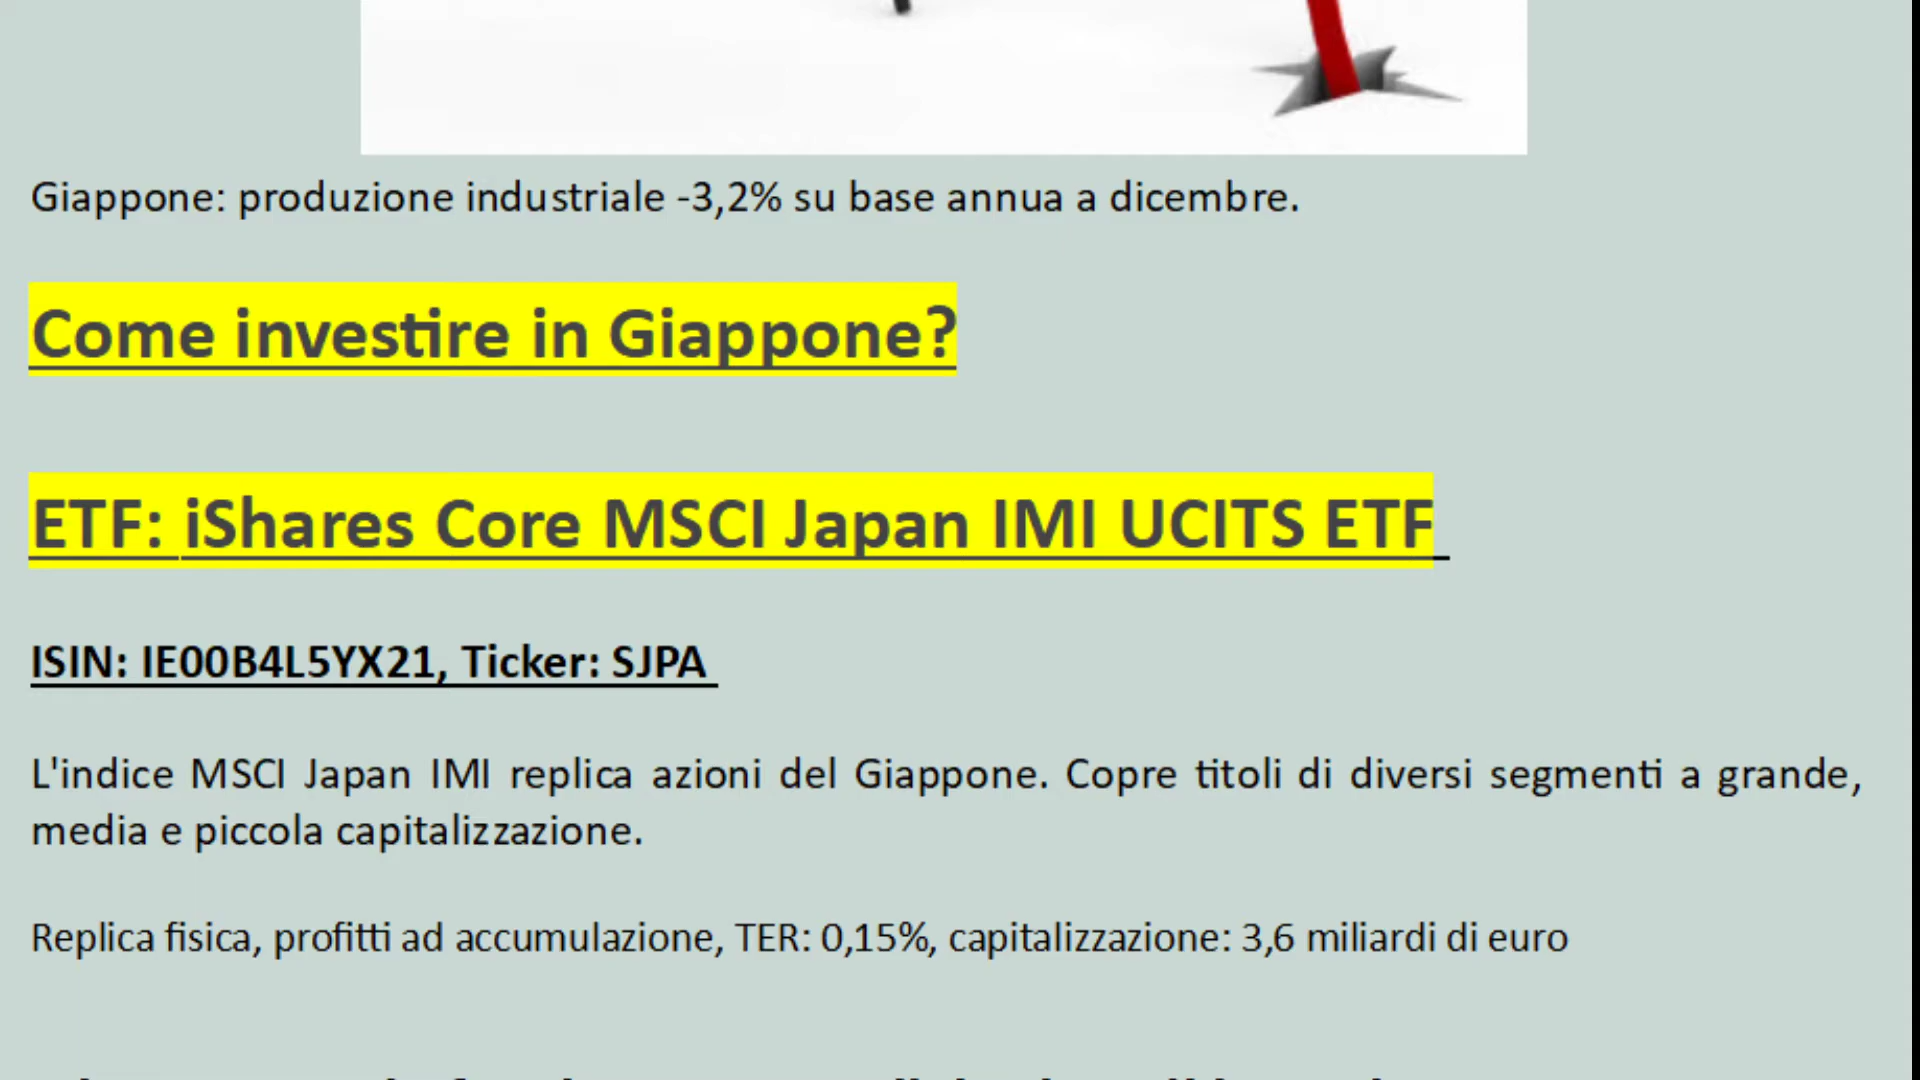 Giappone: produzione industriale -3,2% su base annua a dicembre.
Come investire in Giappone?
ETF: iShares Core MSCI Japan IMI UCITS ETF
ISIN: IE00B4L5YX21, Ticker: SJPA
L'indice MSCI Japan IMI replica azioni del Giappone. Copre titoli di diversi segmenti a grande,
media e piccola capitalizzazione.
Replica fisica, profitti ad accumulazione, TER: 0,15%, capitalizzazione: 3,6 miliardi di euro